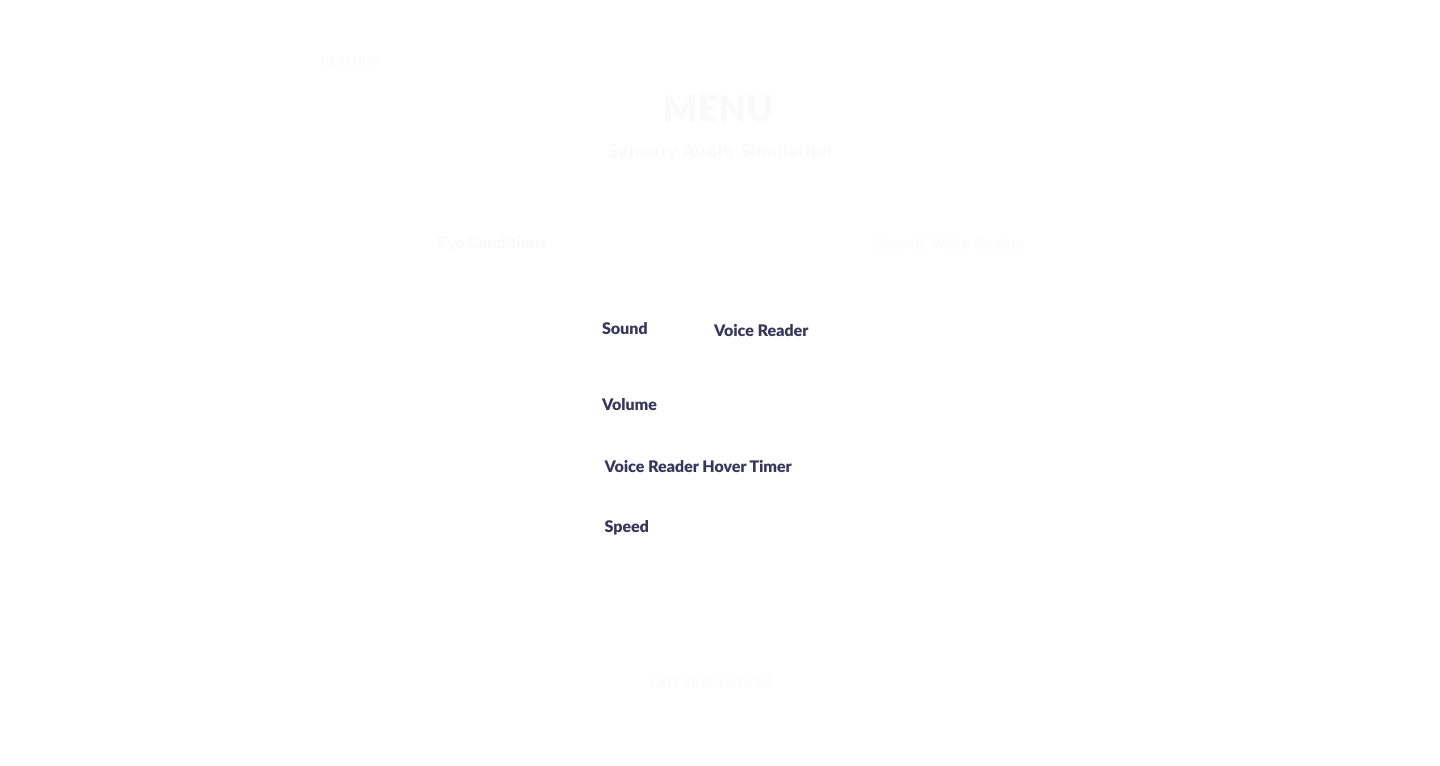 RETURN
MENU
Sensory Audio Simulation
Eye Conditions
Sound/ Voice Reader
Sound
Voice Reader
Volume
Voice Reader Hover Timer
Speed
EXIT SIMULATION